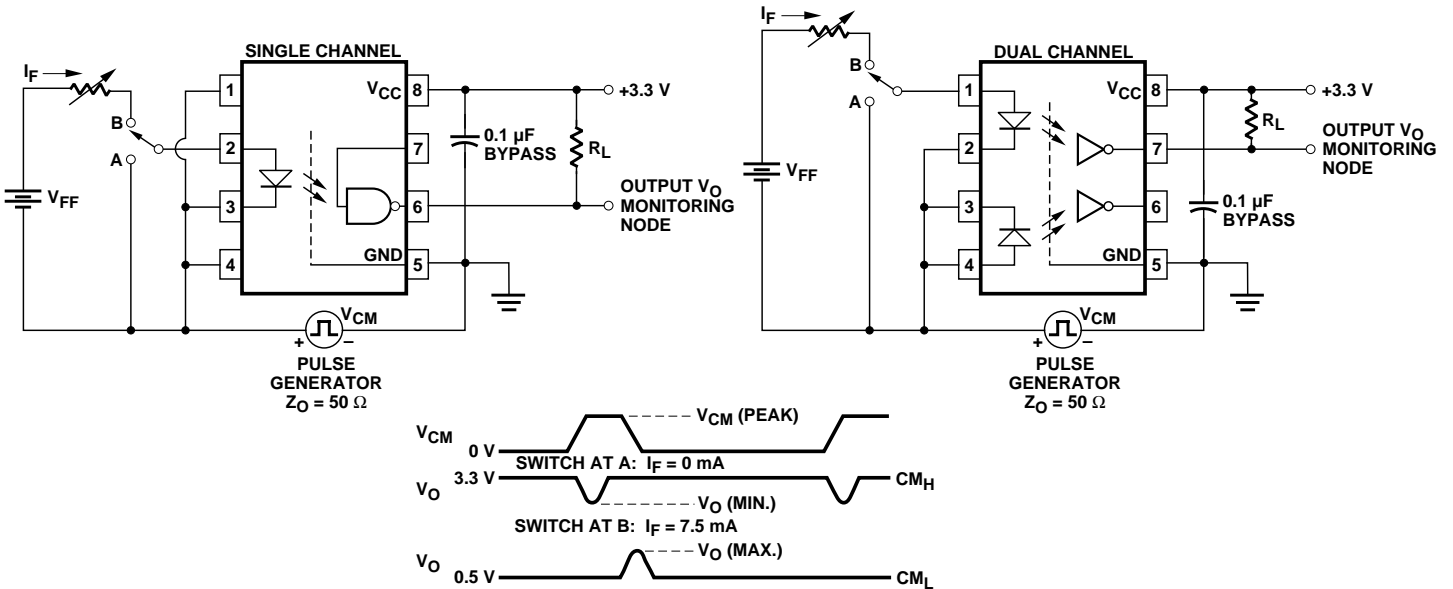 SINGLE CHANNEL
I_F
B
A
V_FF
1
2
3
4
V_CC 8
7
6
GND 5
0.1 µF
BYPASS
R_L
+3.3 V
OUTPUT V_O
MONITORING
NODE
V_CM
+ −
PULSE
GENERATOR
Z_O = 50 Ω
DUAL CHANNEL
I_F
B
A
V_FF
1
2
3
4
V_CC 8
7
6
GND 5
R_L
0.1 µF
BYPASS
+3.3 V
OUTPUT V_O
MONITORING
NODE
V_CM
+ −
PULSE
GENERATOR
Z_O = 50 Ω
V_CM
V_CM (PEAK)
0 V
SWITCH AT A: I_F = 0 mA
V_O 3.3 V CM_H
V_O (MIN.)
SWITCH AT B: I_F = 7.5 mA
V_O (MAX.)
V_O 0.5 V CM_L